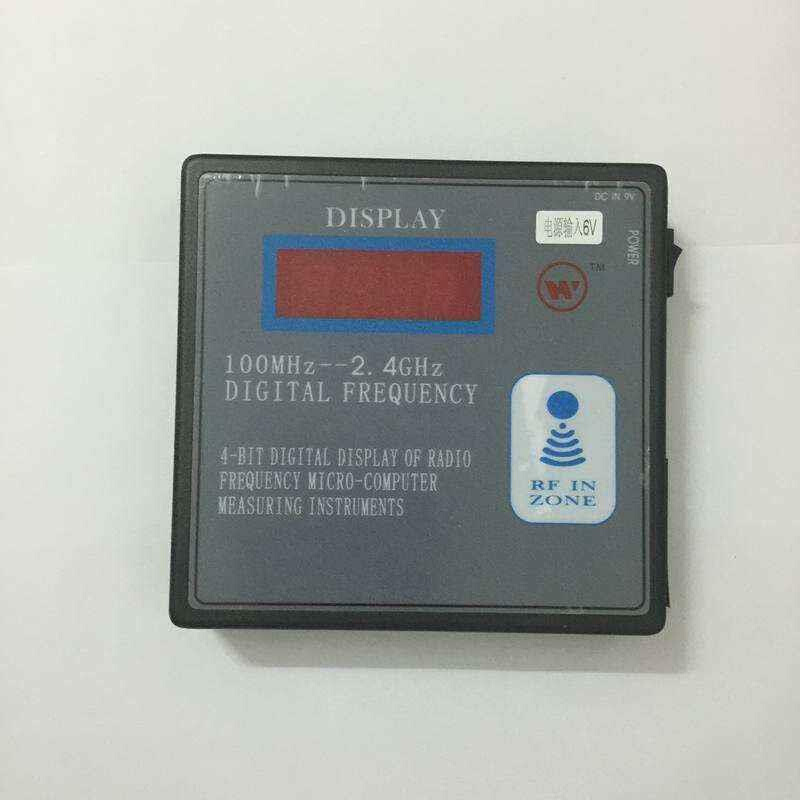 DC IN 9V
DISPLAY
电源输入6V
POWER
W TM
100MHz--2.4GHz
DIGITAL FREQUENCY
4-BIT DIGITAL DISPLAY OF RADIO
FREQUENCY MICRO-COMPUTER
MEASURING INSTRUMENTS
RF IN
ZONE